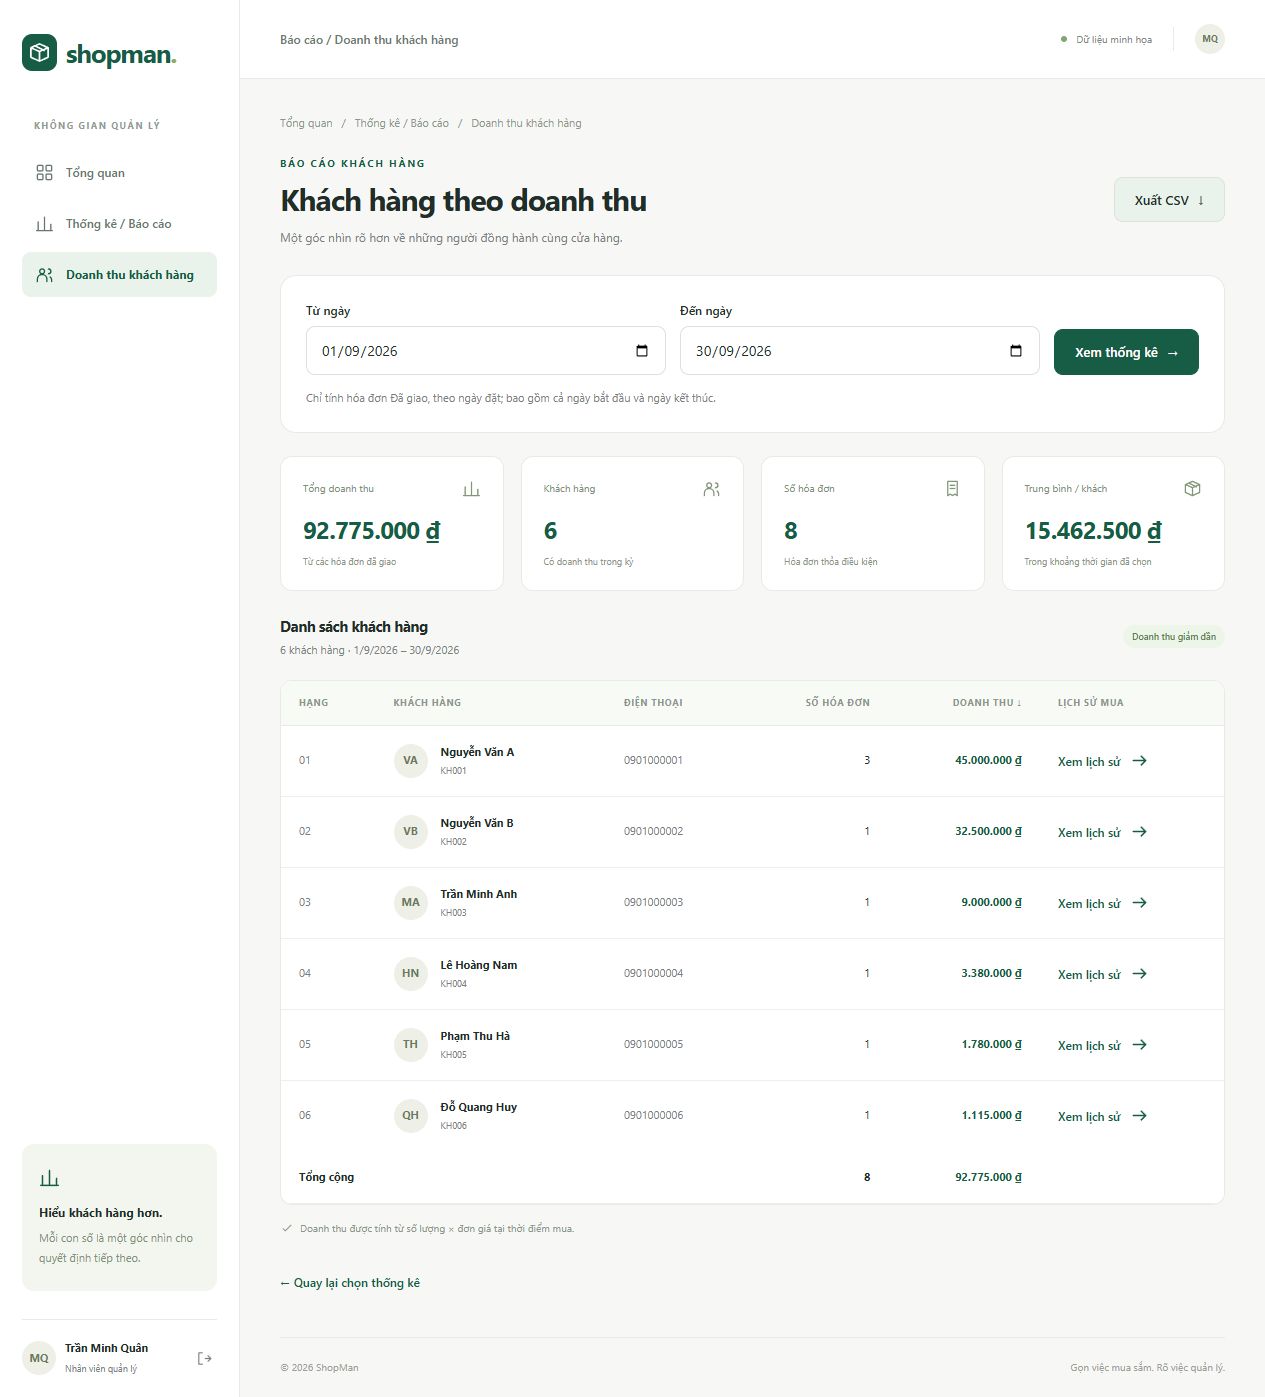 shopman.
KHÔNG GIAN QUẢN LÝ
Tổng quan
Thống kê / Báo cáo
Doanh thu khách hàng
Hiểu khách hàng hơn.
Mỗi con số là một góc nhìn cho
quyết định tiếp theo.
MQ
Trần Minh Quân
Nhân viên quản lý
Báo cáo / Doanh thu khách hàng
Dữ liệu minh họa
MQ
Tổng quan / Thống kê / Báo cáo / Doanh thu khách hàng
BÁO CÁO KHÁCH HÀNG
Khách hàng theo doanh thu
Một góc nhìn rõ hơn về những người đồng hành cùng cửa hàng.
Xuất CSV ↓
Từ ngày
Đến ngày
01/09/2026
30/09/2026
Xem thống kê →
Chỉ tính hóa đơn Đã giao, theo ngày đặt; bao gồm cả ngày bắt đầu và ngày kết thúc.
Tổng doanh thu
92.775.000 ₫
Từ các hóa đơn đã giao
Khách hàng
6
Có doanh thu trong kỳ
Số hóa đơn
8
Hóa đơn thỏa điều kiện
Trung bình / khách
15.462.500 ₫
Trong khoảng thời gian đã chọn
Danh sách khách hàng
6 khách hàng · 1/9/2026 – 30/9/2026
Doanh thu giảm dần
HẠNG KHÁCH HÀNG ĐIỆN THOẠI SỐ HÓA ĐƠN DOANH THU ↓ LỊCH SỬ MUA
01 VA Nguyễn Văn A KH001 0901000001 3 45.000.000 ₫ Xem lịch sử →
02 VB Nguyễn Văn B KH002 0901000002 1 32.500.000 ₫ Xem lịch sử →
03 MA Trần Minh Anh KH003 0901000003 1 9.000.000 ₫ Xem lịch sử →
04 HN Lê Hoàng Nam KH004 0901000004 1 3.380.000 ₫ Xem lịch sử →
05 TH Phạm Thu Hà KH005 0901000005 1 1.780.000 ₫ Xem lịch sử →
06 QH Đỗ Quang Huy KH006 0901000006 1 1.115.000 ₫ Xem lịch sử →
Tổng cộng 8 92.775.000 ₫
Doanh thu được tính từ số lượng × đơn giá tại thời điểm mua.
← Quay lại chọn thống kê
© 2026 ShopMan
Gọn việc mua sắm. Rõ việc quản lý.